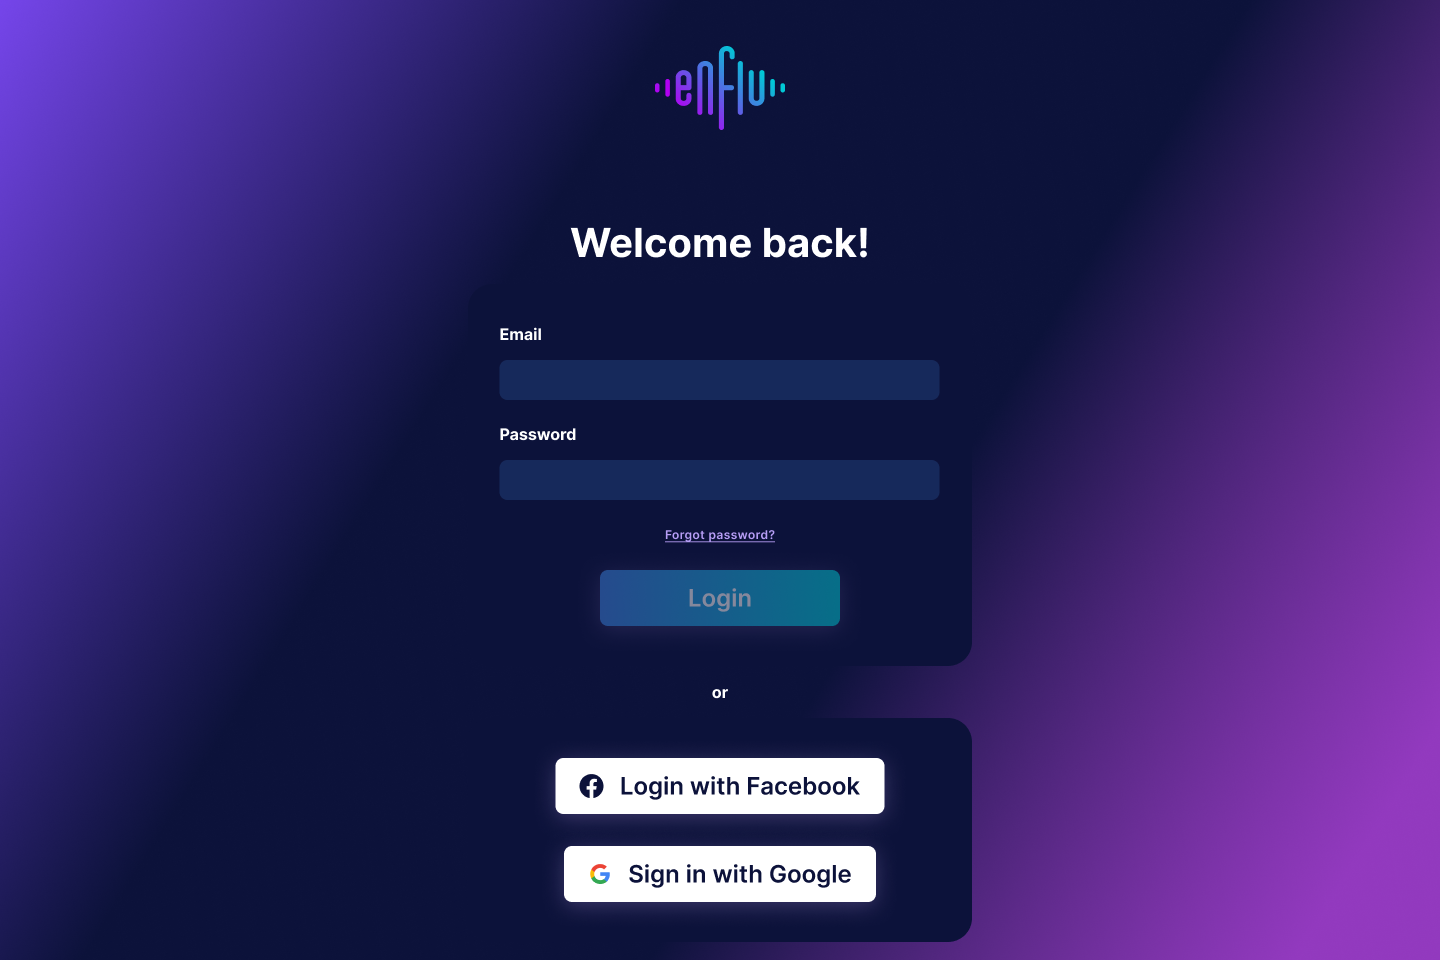 enflu
Welcome back!
Email
Password
Forgot password?
Login
or
Login with Facebook
Sign in with Google